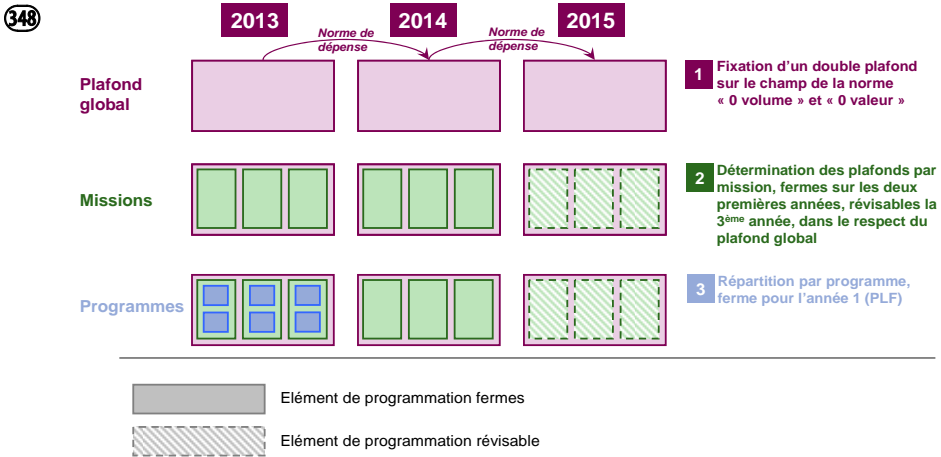 348
2013
2014
2015
Norme de
dépense
Norme de
dépense
Plafond
global
1
Fixation d'un double plafond
sur le champ de la norme
« 0 volume » et « 0 valeur »
Missions
2
Détermination des plafonds par
mission, fermes sur les deux
premières années, révisables la
3ème année, dans le respect du
plafond global
Programmes
3
Répartition par programme,
ferme pour l'année 1 (PLF)
Elément de programmation fermes
Elément de programmation révisable